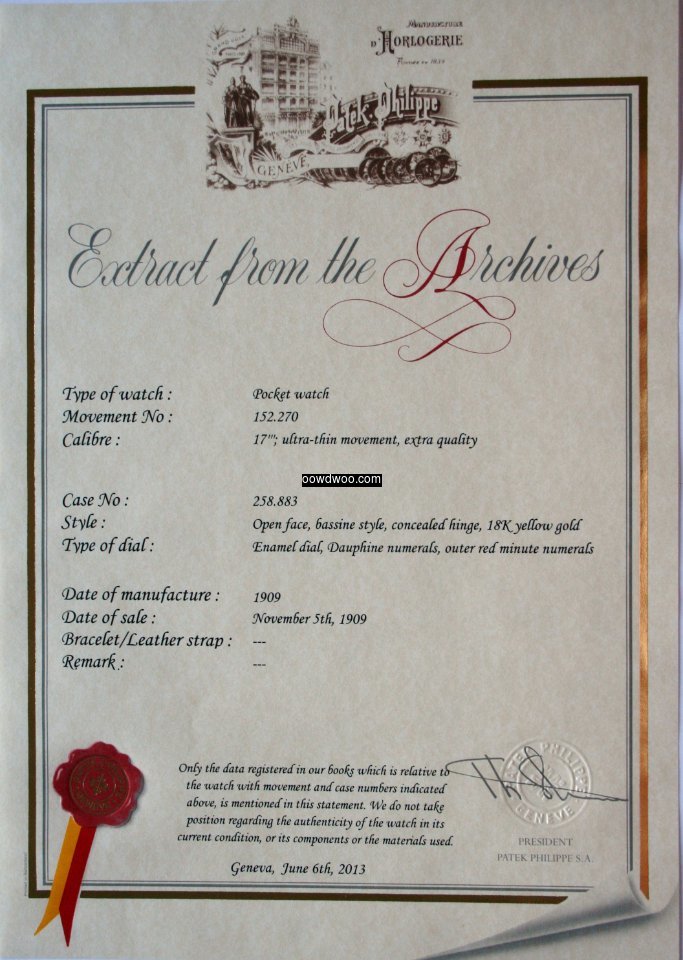 MANUFACTURE
D'HORLOGERIE
Fondée en 1839
Patek Philippe
GENÈVE
Extract from the Archives
Type of watch : Pocket watch
Movement No : 152.270
Calibre : 17'''; ultra-thin movement, extra quality
oowdwoo.com
Case No : 258.883
Style : Open face, bassine style, concealed hinge, 18K yellow gold
Type of dial : Enamel dial, Dauphine numerals, outer red minute numerals
Date of manufacture : 1909
Date of sale : November 5th, 1909
Bracelet/Leather strap : ---
Remark : ---
Only the data registered in our books which is relative to
the watch with movement and case numbers indicated
above, is mentioned in this statement. We do not take
position regarding the authenticity of the watch in its
current condition, or its components or the materials used.
Geneva, June 6th, 2013
PATEK PHILIPPE
GENEVE
PRESIDENT
PATEK PHILIPPE S.A.